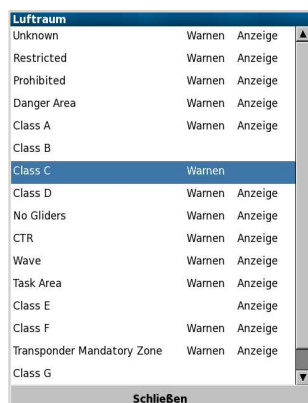 Luftraum
Unknown Warnen Anzeige
Restricted Warnen Anzeige
Prohibited Warnen Anzeige
Danger Area Warnen Anzeige
Class A Warnen Anzeige
Class B
Class C Warnen
Class D Warnen Anzeige
No Gliders Warnen Anzeige
CTR Warnen Anzeige
Wave Warnen Anzeige
Task Area Warnen Anzeige
Class E Anzeige
Class F Warnen Anzeige
Transponder Mandatory Zone Warnen Anzeige
Class G
Schließen